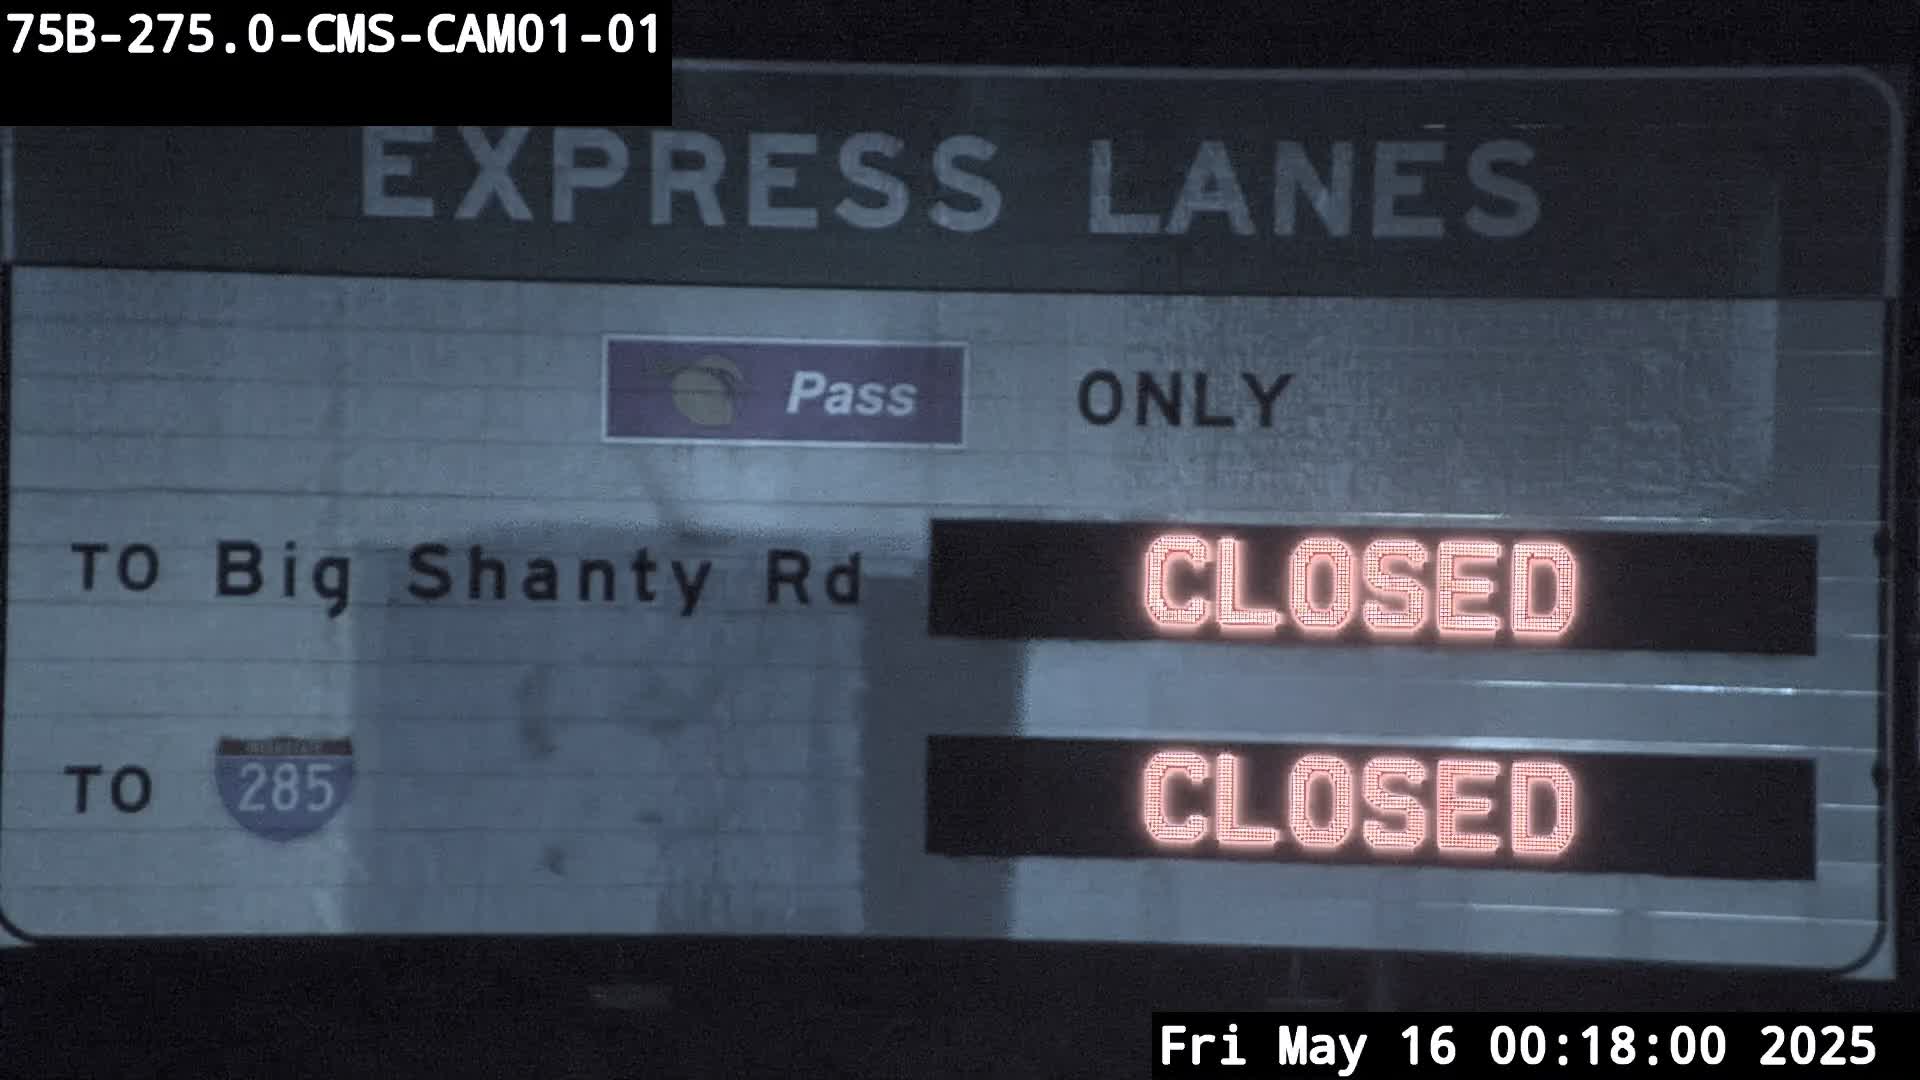 75B-275.0-CMS-CAM01-01
EXPRESS LANES
Pass ONLY
TO Big Shanty Rd CLOSED
INTERSTATE
TO 285 CLOSED
Fri May 16 00:18:00 2025